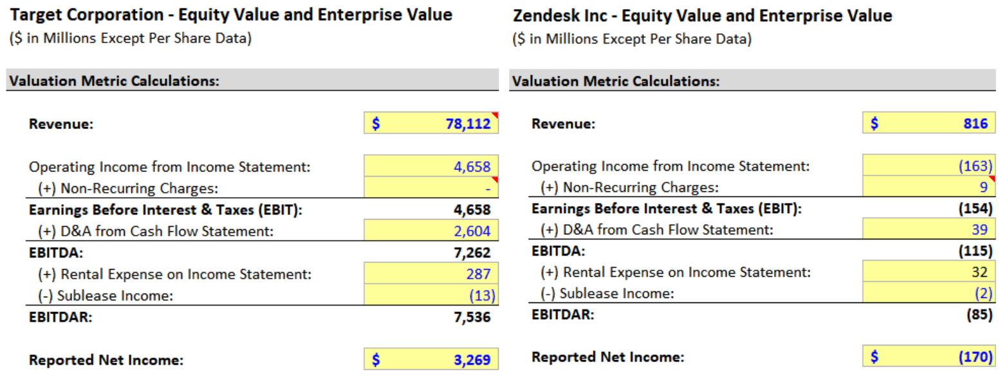 Target Corporation - Equity Value and Enterprise Value
($ in Millions Except Per Share Data)
Valuation Metric Calculations:
Revenue: $ 78,112
Operating Income from Income Statement: 4,658
(+) Non-Recurring Charges: -
Earnings Before Interest & Taxes (EBIT): 4,658
(+) D&A from Cash Flow Statement: 2,604
EBITDA: 7,262
(+) Rental Expense on Income Statement: 287
(-) Sublease Income: (13)
EBITDAR: 7,536
Reported Net Income: $ 3,269
Zendesk Inc - Equity Value and Enterprise Value
($ in Millions Except Per Share Data)
Valuation Metric Calculations:
Revenue: $ 816
Operating Income from Income Statement: (163)
(+) Non-Recurring Charges: 9
Earnings Before Interest & Taxes (EBIT): (154)
(+) D&A from Cash Flow Statement: 39
EBITDA: (115)
(+) Rental Expense on Income Statement: 32
(-) Sublease Income: (2)
EBITDAR: (85)
Reported Net Income: $ (170)